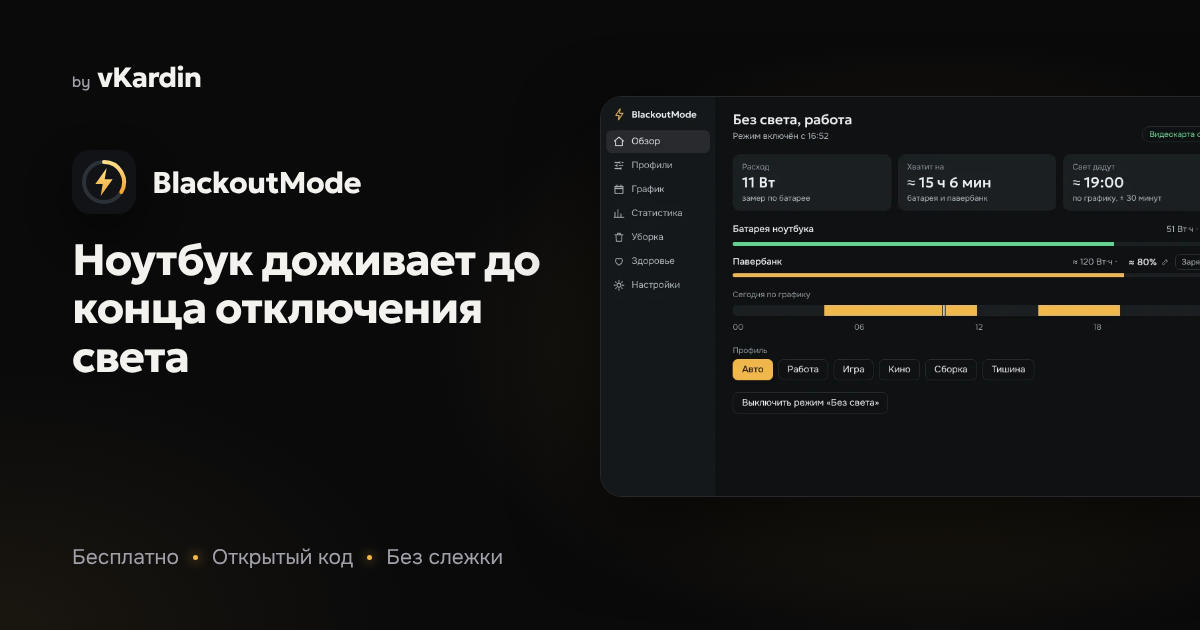 by vKardin
BlackoutMode
Ноутбук доживает до
конца отключения
света
Бесплатно • Открытый код • Без слежки
BlackoutMode
Обзор
Профили
График
Статистика
Уборка
Здоровье
Настройки
Без света, работа
Режим включён с 16:52
Видеокарта
Расход
11 Вт
замер по батарее
Хватит на
≈ 15 ч 6 мин
батарея и павербанк
Свет дадут
≈ 19:00
по графику, ± 30 минут
Батарея ноутбука
51 Вт·ч ·
Павербанк
≈ 120 Вт·ч · ≈ 80%
Сегодня по графику
00 06 12 18
Профиль
Авто Работа Игра Кино Сборка Тишина
Выключить режим «Без света»